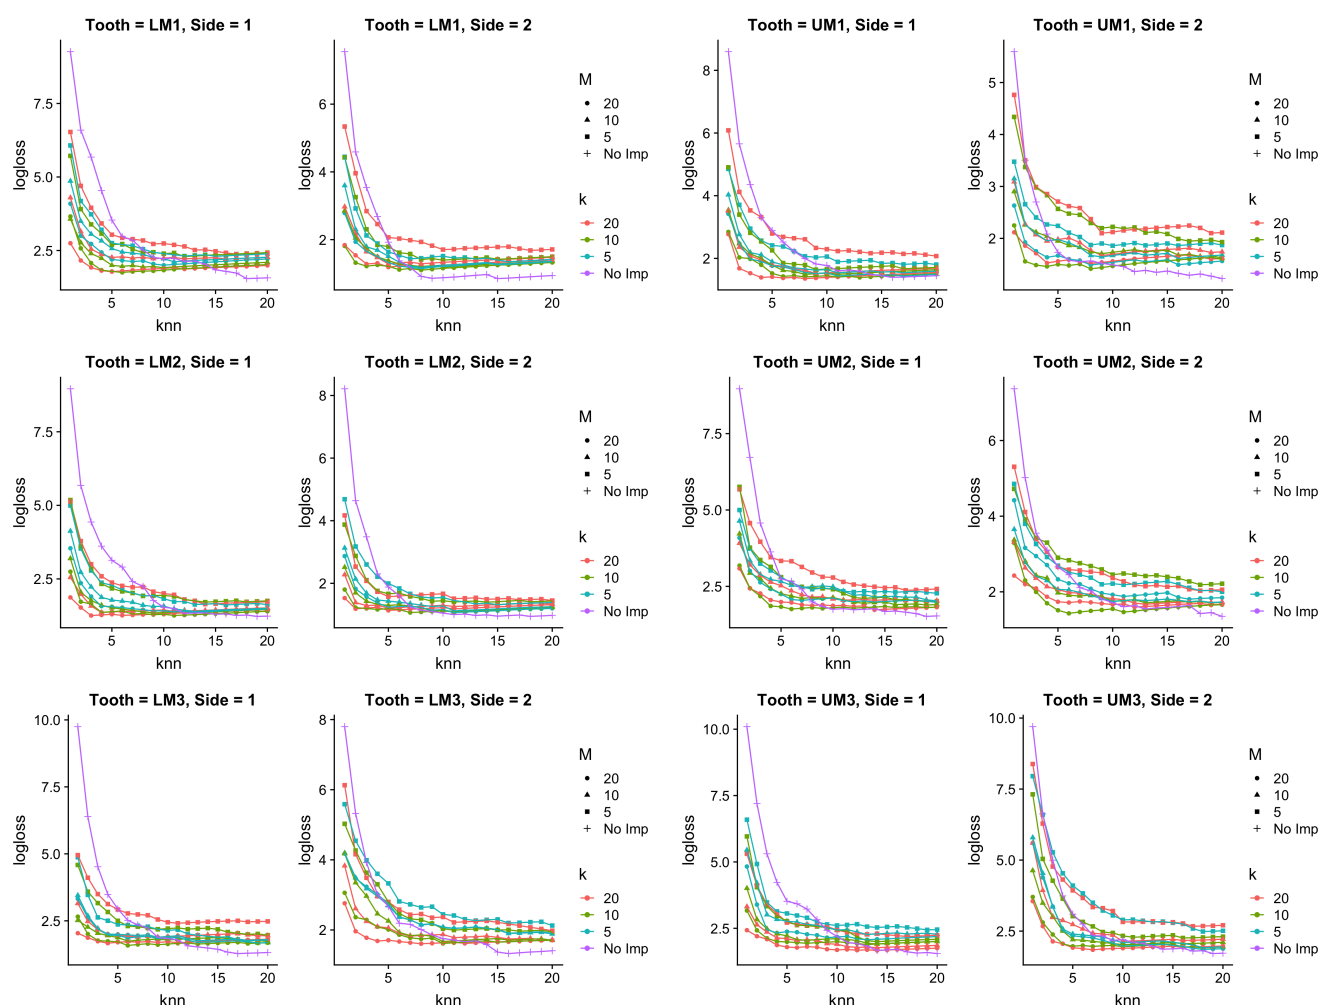 Tooth = LM1, Side = 1
7.5
5.0
2.5
logloss
5 10 15 20
knn
Tooth = LM1, Side = 2
6
4
2
logloss
5 10 15 20
knn
M
20
10
5
No Imp
k
20
10
5
No Imp
Tooth = UM1, Side = 1
8
6
4
2
logloss
5 10 15 20
knn
Tooth = UM1, Side = 2
5
4
3
2
logloss
5 10 15 20
knn
M
20
10
5
No Imp
k
20
10
5
No Imp
Tooth = LM2, Side = 1
7.5
5.0
2.5
logloss
5 10 15 20
knn
Tooth = LM2, Side = 2
8
6
4
2
logloss
5 10 15 20
knn
M
20
10
5
No Imp
k
20
10
5
No Imp
Tooth = UM2, Side = 1
7.5
5.0
2.5
logloss
5 10 15 20
knn
Tooth = UM2, Side = 2
6
4
2
logloss
5 10 15 20
knn
M
20
10
5
No Imp
k
20
10
5
No Imp
Tooth = LM3, Side = 1
10.0
7.5
5.0
2.5
logloss
5 10 15 20
knn
Tooth = LM3, Side = 2
8
6
4
2
logloss
5 10 15 20
knn
M
20
10
5
No Imp
k
20
10
5
No Imp
Tooth = UM3, Side = 1
10.0
7.5
5.0
2.5
logloss
5 10 15 20
knn
Tooth = UM3, Side = 2
10.0
7.5
5.0
2.5
logloss
5 10 15 20
knn
M
20
10
5
No Imp
k
20
10
5
No Imp